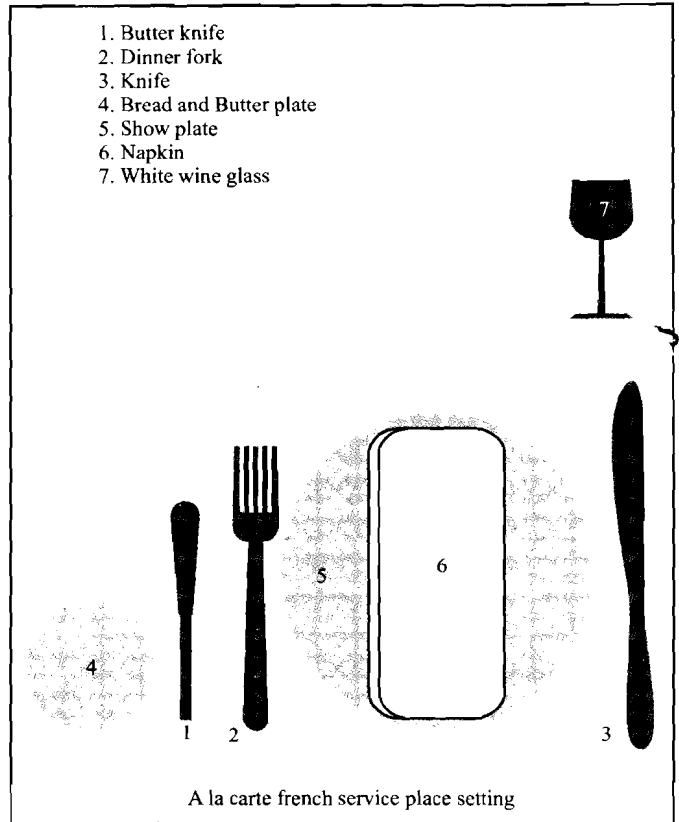 1. Butter knife
2. Dinner fork
3. Knife
4. Bread and Butter plate
5. Show plate
6. Napkin
7. White wine glass
7
5
6
4
1
2
3
A la carte french service place setting